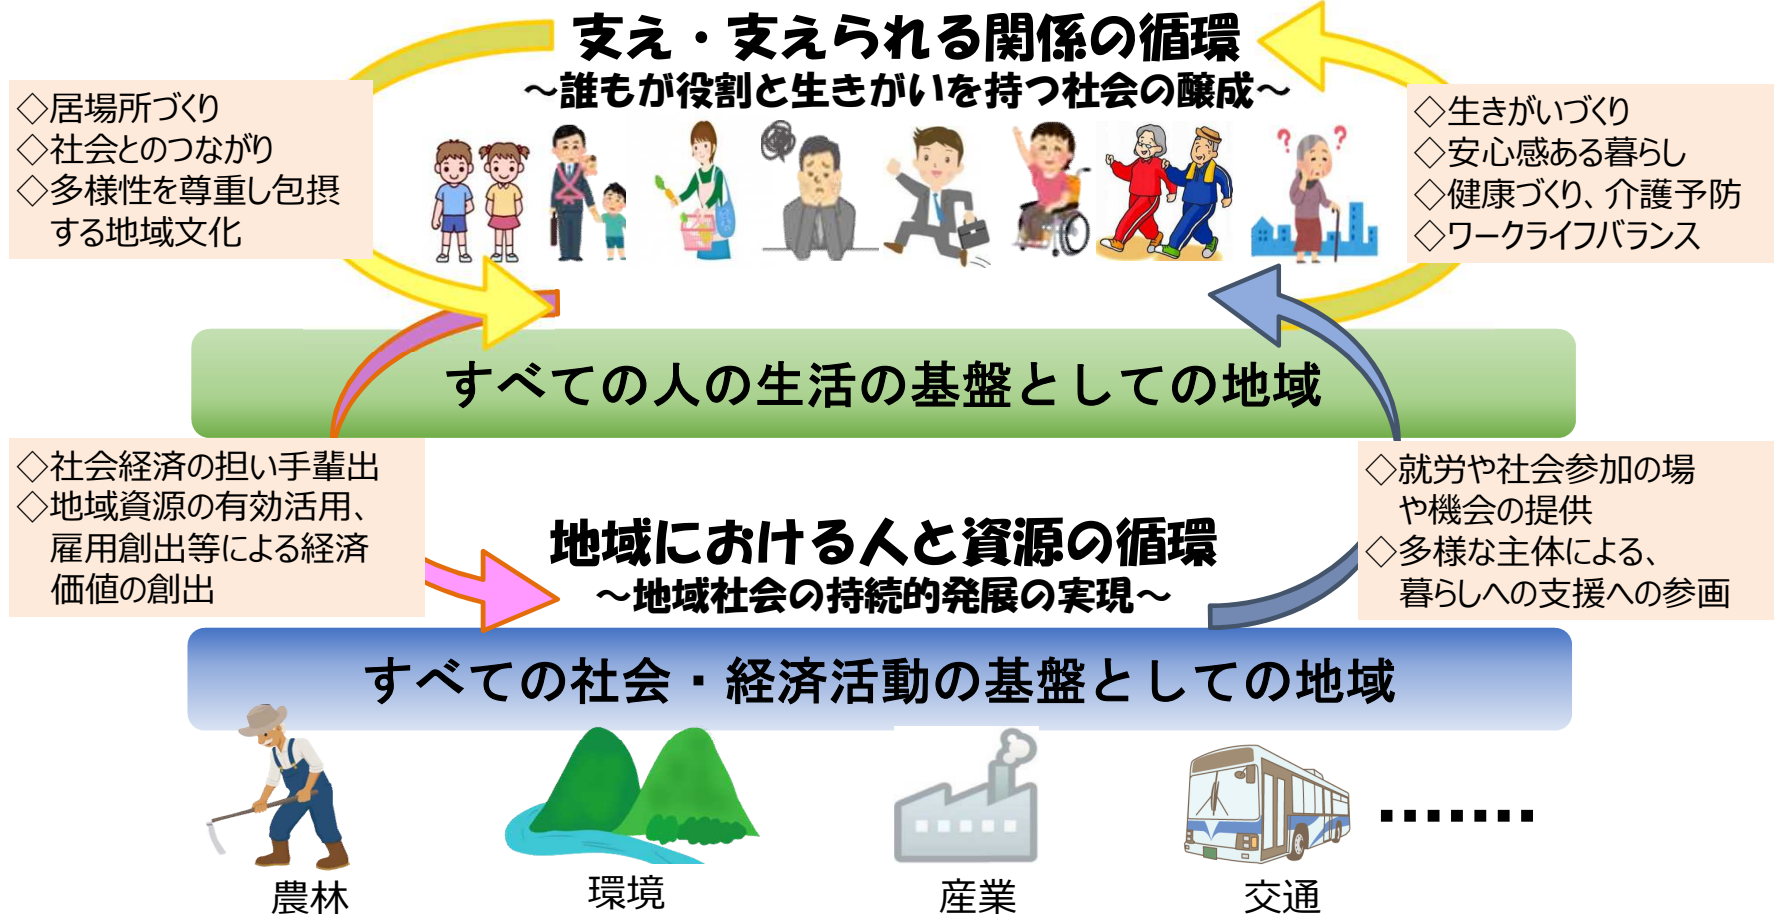 支え・支えられる関係の循環
～誰もが役割と生きがいを持つ社会の醸成～
◇居場所づくり
◇社会とのつながり
◇多様性を尊重し包摂
する地域文化
◇生きがいづくり
◇安心感ある暮らし
◇健康づくり、介護予防
◇ワークライフバランス
? ?
すべての人の生活の基盤としての地域
◇社会経済の担い手輩出
◇地域資源の有効活用、
雇用創出等による経済
価値の創出
◇就労や社会参加の場
や機会の提供
◇多様な主体による、
暮らしへの支援への参画
地域における人と資源の循環
～地域社会の持続的発展の実現～
すべての社会・経済活動の基盤としての地域
農林
環境
産業
交通